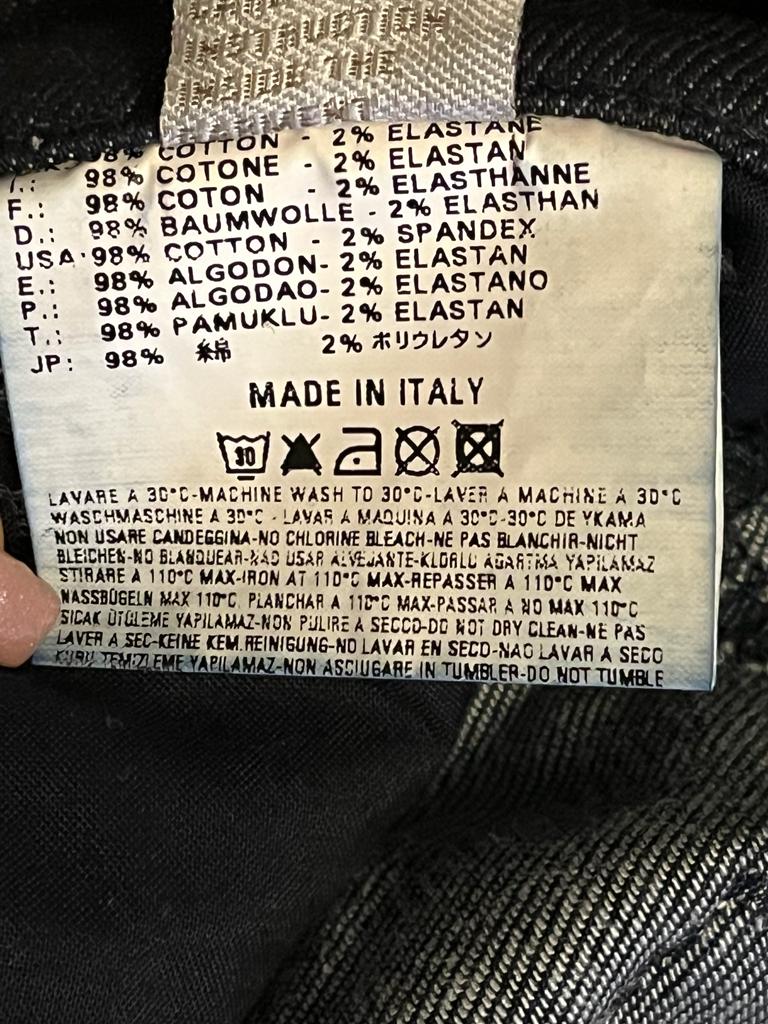 98% COTTON - 2% ELASTANE
I.: 98% COTONE - 2% ELASTAN
F.: 98% COTON - 2% ELASTHANNE
D.: 98% BAUMWOLLE - 2% ELASTHAN
USA 98% COTTON - 2% SPANDEX
E.: 98% ALGODON- 2% ELASTAN
P.: 98% ALGODAO- 2% ELASTANO
T.: 98% PAMUKLU- 2% ELASTAN
JP: 98% 綿 2% ポリウレタン
MADE IN ITALY
30
LAVARE A 30°C-MACHINE WASH TO 30°C-LAVER A MACHINE A 30°C
WASCHMASCHINE A 30°C - LAVAR A MAQUINA A 30°C-30°C DE YKAMA
NON USARE CANDEGGINA-NO CHLORINE BLEACH-NE PAS BLANCHIR-NICHT
BLEICHEN-NO BLANQUEAR-NAO USAR ALVEJANTE-KLORLU AGARTMA YAPILAMAZ
STIRARE A 110°C MAX-IRON AT 110°C MAX-REPASSER A 110°C MAX
NASSBÜGELN MAX 110°C. PLANCHAR A 110°C MAX-PASSAR A NO MAX 110°C
SICAK ÜTÜLEME YAPILAMAZ-NON PULIRE A SECCO-DO NOT DRY CLEAN-NE PAS
LAVER A SEC-KEINE KEM.REINIGUNG-NO LAVAR EN SECO-NAO LAVAR A SECO
KURU TEMIZLEME YAPILAMAZ-NON ASCIUGARE IN TUMBLER-DO NOT TUMBLE